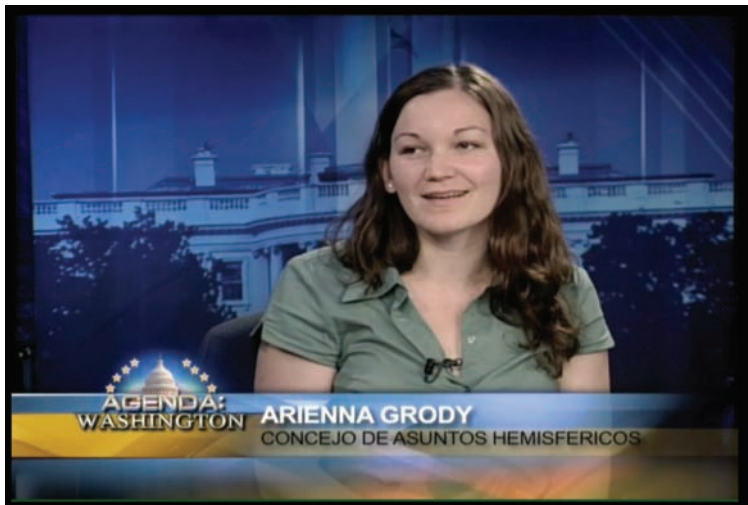 AGENDA:
WASHINGTON
ARIENNA GRODY
CONCEJO DE ASUNTOS HEMISFERICOS